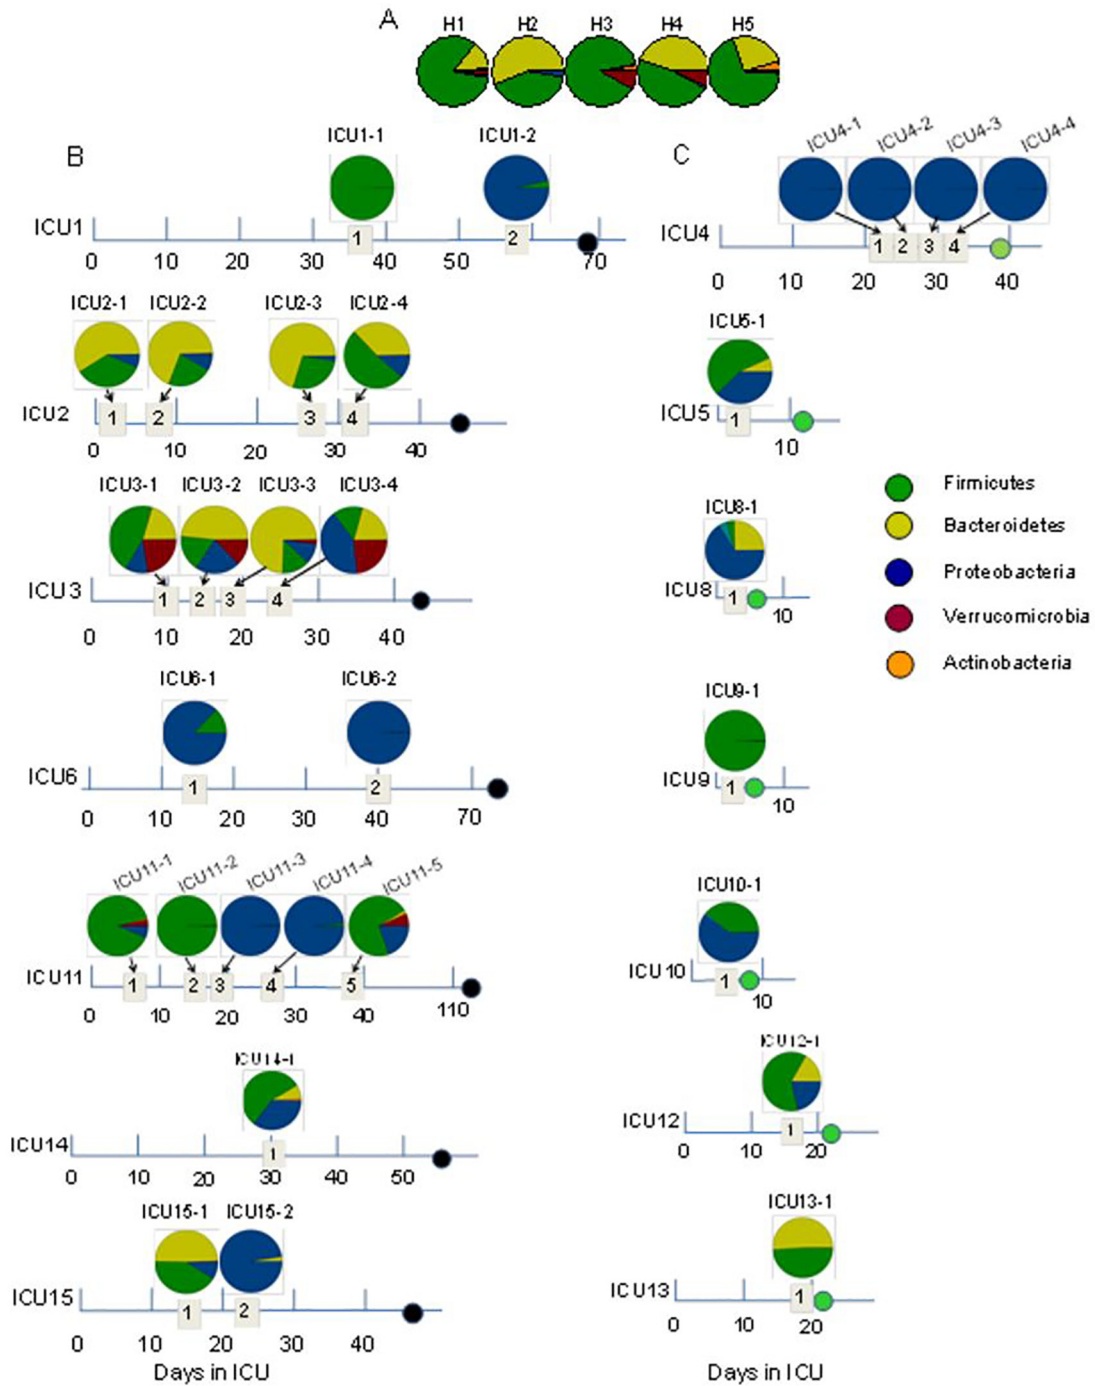 A
H1 H2 H3 H4 H5
B
ICU1-1 ICU1-2
ICU1
1 2
0 10 20 30 40 50 70
ICU2-1 ICU2-2 ICU2-3 ICU2-4
ICU2
1 2 3 4
0 10 20 30 40
ICU3-1 ICU3-2 ICU3-3 ICU3-4
ICU3
1 2 3 4
0 10 20 30 40
ICU6-1 ICU6-2
ICU6
1 2
0 10 20 30 40 70
ICU11-1 ICU11-2 ICU11-3 ICU11-4 ICU11-5
ICU11
1 2 3 4 5
0 10 20 30 40 110
ICU14-1
ICU14
1
0 10 20 30 40 50
ICU15-1 ICU15-2
ICU15
1 2
0 10 20 30 40
Days in ICU
C
ICU4-1 ICU4-2 ICU4-3 ICU4-4
ICU4
1 2 3 4
0 10 20 30 40
ICU5-1
ICU5
1
10
ICU8-1
ICU8
1
10
ICU9-1
ICU9
1
10
ICU10-1
ICU10
1
10
ICU12-1
ICU12
1
0 10 20
ICU13-1
ICU13
1
0 10 20
Days in ICU
Firmicutes
Bacteroidetes
Proteobacteria
Verrucomicrobia
Actinobacteria